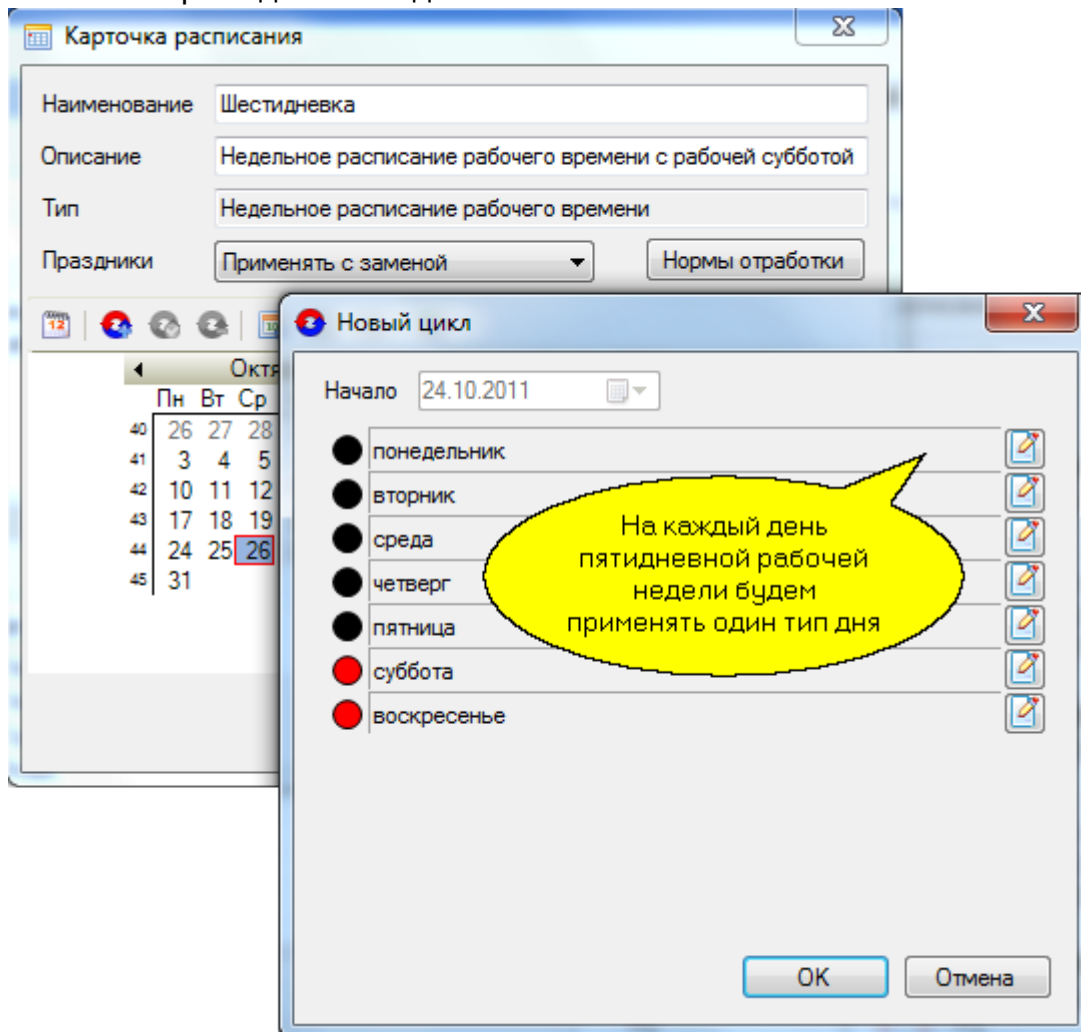 Карточка расписания
Наименование Шестидневка
Описание Недельное расписание рабочего времени с рабочей субботой
Тип Недельное расписание рабочего времени
Праздники Применять с заменой Нормы отработки
12
Новый цикл
Октя
Пн Вт Ср
40 26 27 28
41 3 4 5
42 10 11 12
43 17 18 19
44 24 25 26
45 31
Начало 24.10.2011
понедельник
вторник
среда
четверг
пятница
суббота
воскресенье
На каждый день
пятидневной рабочей
недели будем
применять один тип дня
OK Отмена